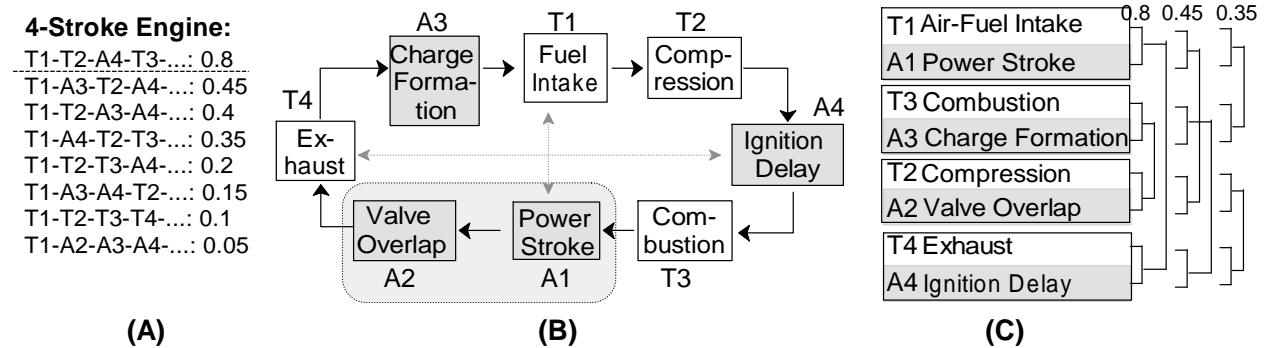 4-Stroke Engine:
T1-T2-A4-T3-...: 0.8
T1-A3-T2-A4-...: 0.45
T1-T2-A3-A4-...: 0.4
T1-A4-T2-T3-...: 0.35
T1-T2-T3-A4-...: 0.2
T1-A3-A4-T2-...: 0.15
T1-T2-T3-T4-...: 0.1
T1-A2-A3-A4-...: 0.05
(A)
A3
Charge
Forma-
tion
T1
Fuel
Intake
T2
Comp-
ression
A4
Ignition
Delay
T4
Ex-
haust
Valve
Overlap
A2
Power
Stroke
A1
Com-
bustion
T3
(B)
0.8 0.45 0.35
T1 Air-Fuel Intake
A1 Power Stroke
T3 Combustion
A3 Charge Formation
T2 Compression
A2 Valve Overlap
T4 Exhaust
A4 Ignition Delay
(C)